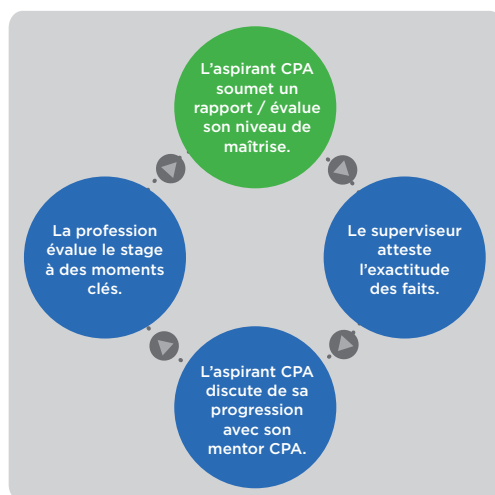 L'aspirant CPA
soumet un
rapport / évalue
son niveau de
maîtrise.
La profession
évalue le stage
à des moments
clés.
Le superviseur
atteste
l'exactitude
des faits.
L'aspirant CPA
discute de sa
progression
avec son
mentor CPA.